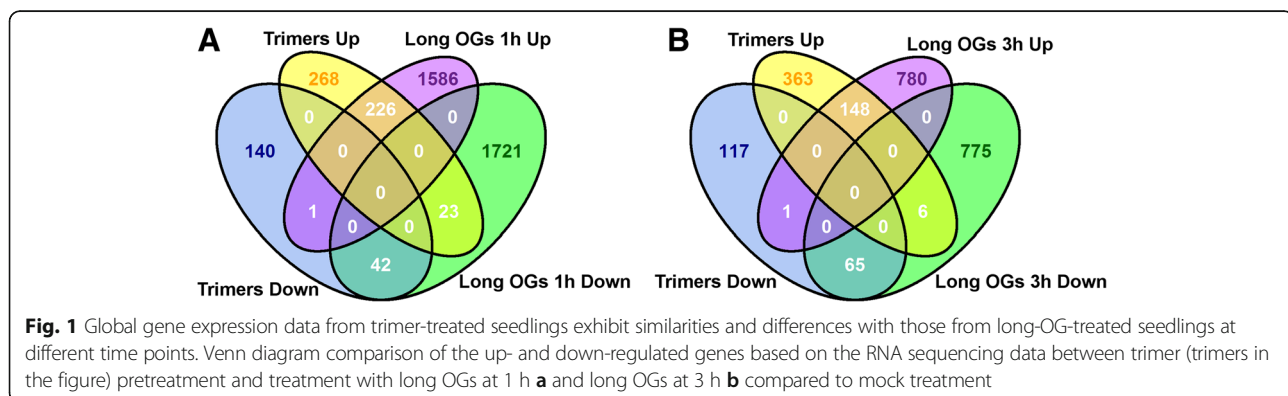 A
B
Trimers Up
Long OGs 1h Up
Trimers Up
Long OGs 3h Up
268
1586
363
780
0
226
0
0
148
0
140
0
0
1721
117
0
0
775
0
0
1
0
0
23
1
0
0
6
42
65
Trimers Down
Long OGs 1h Down
Trimers Down
Long OGs 3h Down
Fig. 1 Global gene expression data from trimer-treated seedlings exhibit similarities and differences with those from long-OG-treated seedlings at
different time points. Venn diagram comparison of the up- and down-regulated genes based on the RNA sequencing data between trimer (trimers in
the figure) pretreatment and treatment with long OGs at 1 h a and long OGs at 3 h b compared to mock treatment